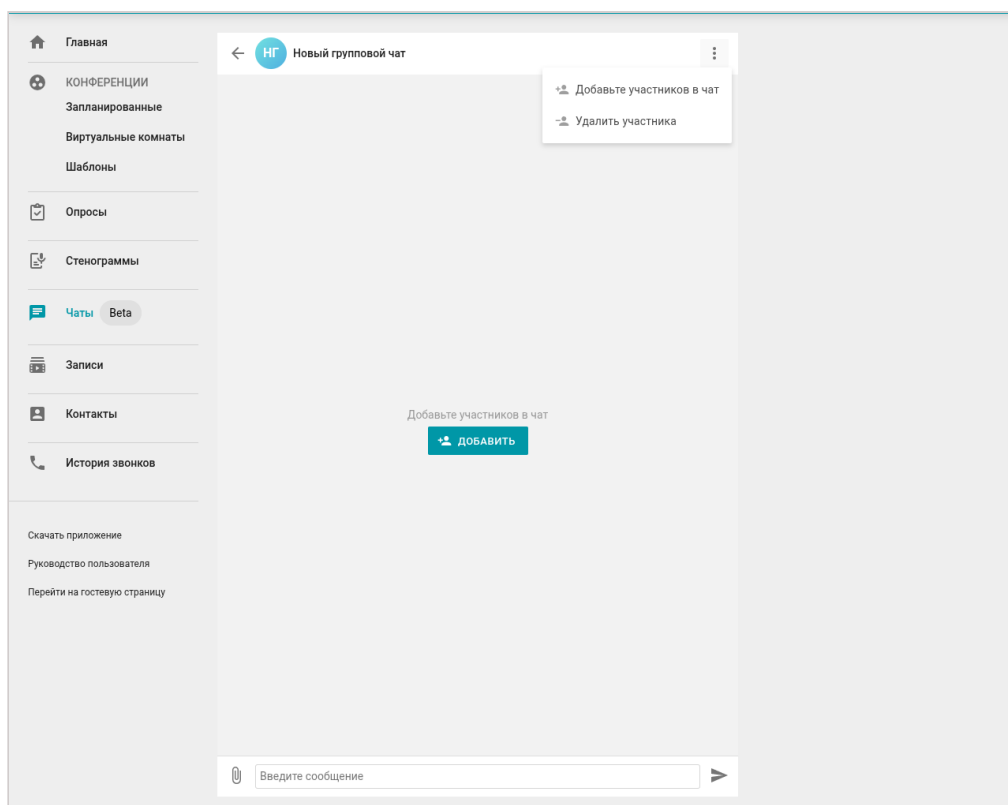 Главная
КОНФЕРЕНЦИИ
Запланированные
Виртуальные комнаты
Шаблоны
Опросы
Стенограммы
Чаты Beta
Записи
Контакты
История звонков
Скачать приложение
Руководство пользователя
Перейти на гостевую страницу
НГ Новый групповой чат
Добавьте участников в чат
Удалить участника
Добавьте участников в чат
ДОБАВИТЬ
Введите сообщение